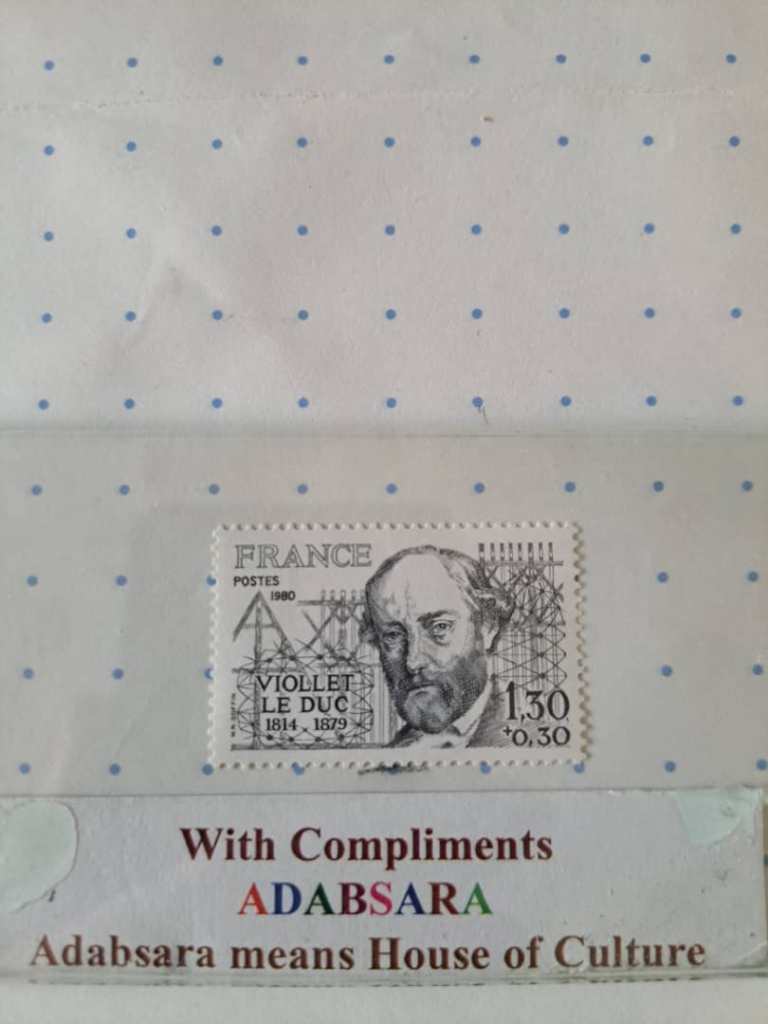 FRANCE
POSTES
1980
VIOLLET
LE DUC
1814 . 1879
1,30
+0,30
With Compliments
ADABSARA
Adabsara means House of Culture